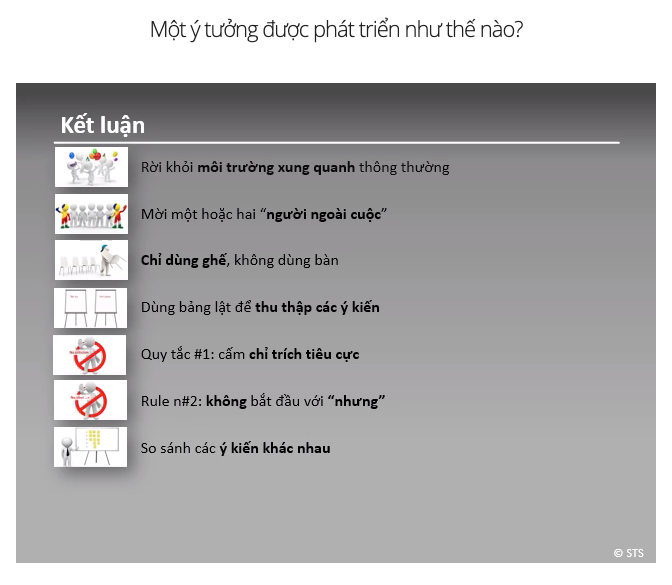 Một ý tưởng được phát triển như thế nào?
Kết luận
Rời khỏi môi trường xung quanh thông thường
Mời một hoặc hai “người ngoài cuộc”
Chỉ dùng ghế, không dùng bàn
Dùng bảng lật để thu thập các ý kiến
Quy tắc #1: cấm chỉ trích tiêu cực
Rule n#2: không bắt đầu với “nhưng”
So sánh các ý kiến khác nhau
© STS